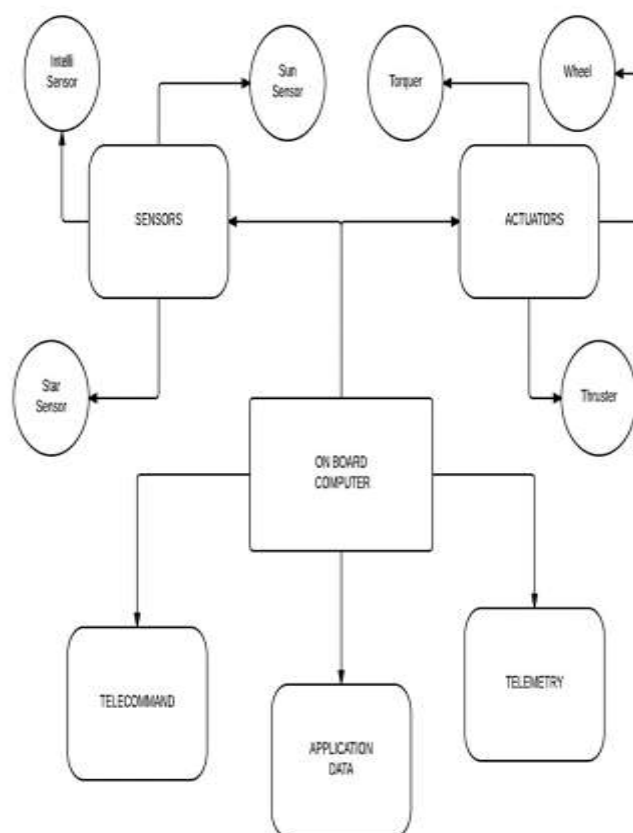 Intelli
Sensor
Sun
Sensor
Torquer
Wheel
SENSORS
ACTUATORS
Star
Sensor
Thruster
ON BOARD
COMPUTER
TELECOMMAND
TELEMETRY
APPLICATION
DATA